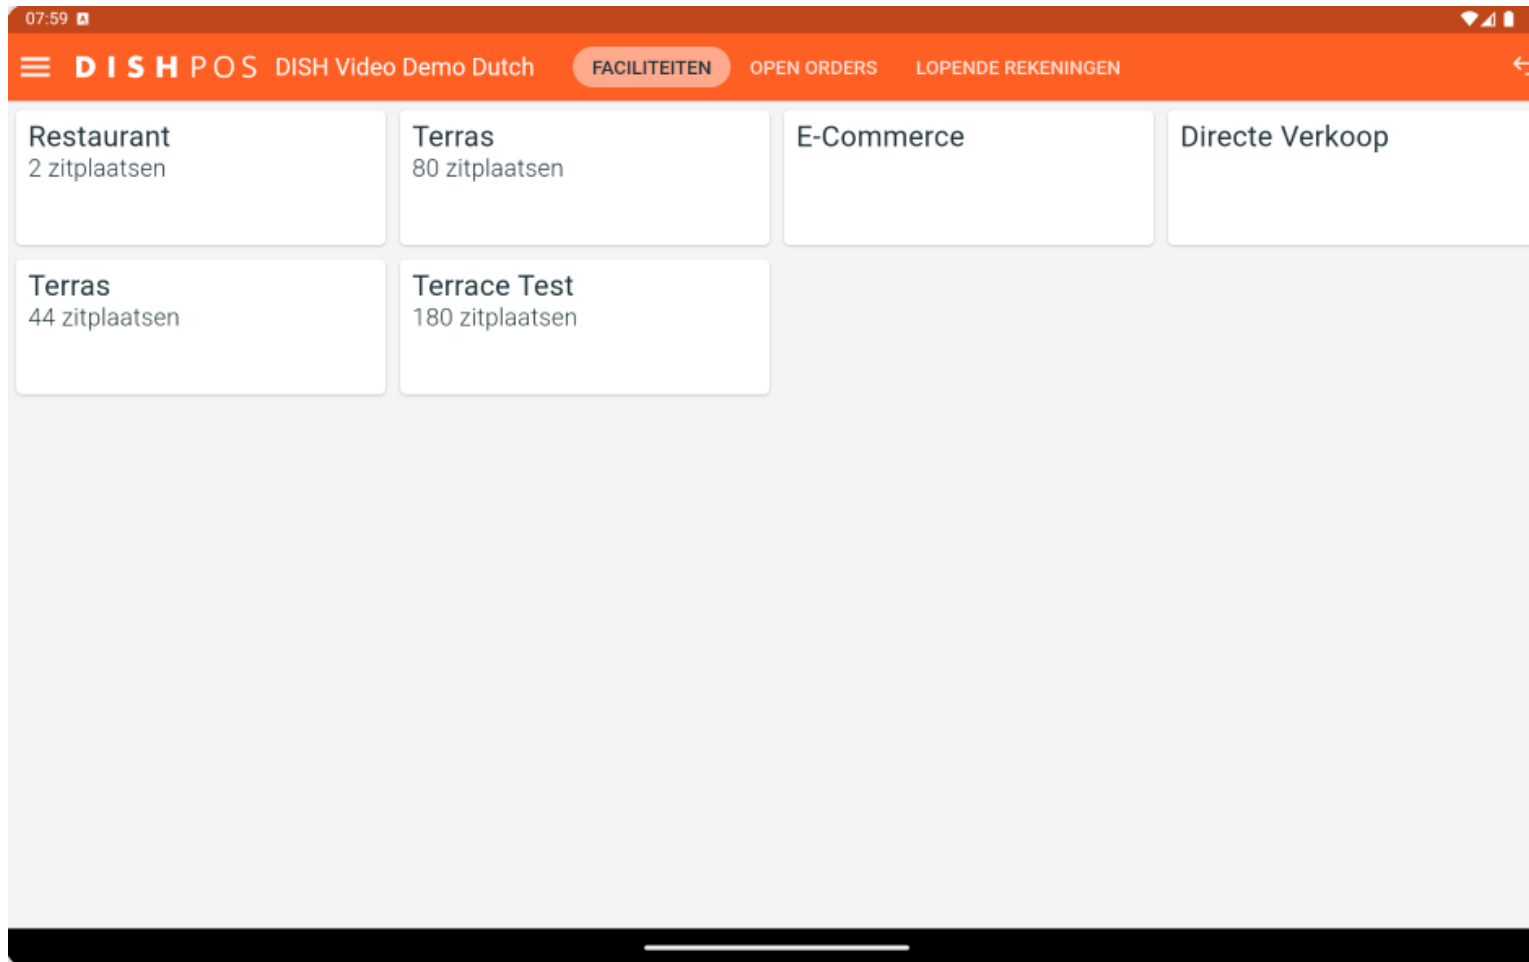 07:59
DISH POS DISH Video Demo Dutch FACILITEITEN OPEN ORDERS LOPENDE REKENINGEN
Restaurant
2 zitplaatsen
Terras
80 zitplaatsen
E-Commerce
Directe Verkoop
Terras
44 zitplaatsen
Terrace Test
180 zitplaatsen